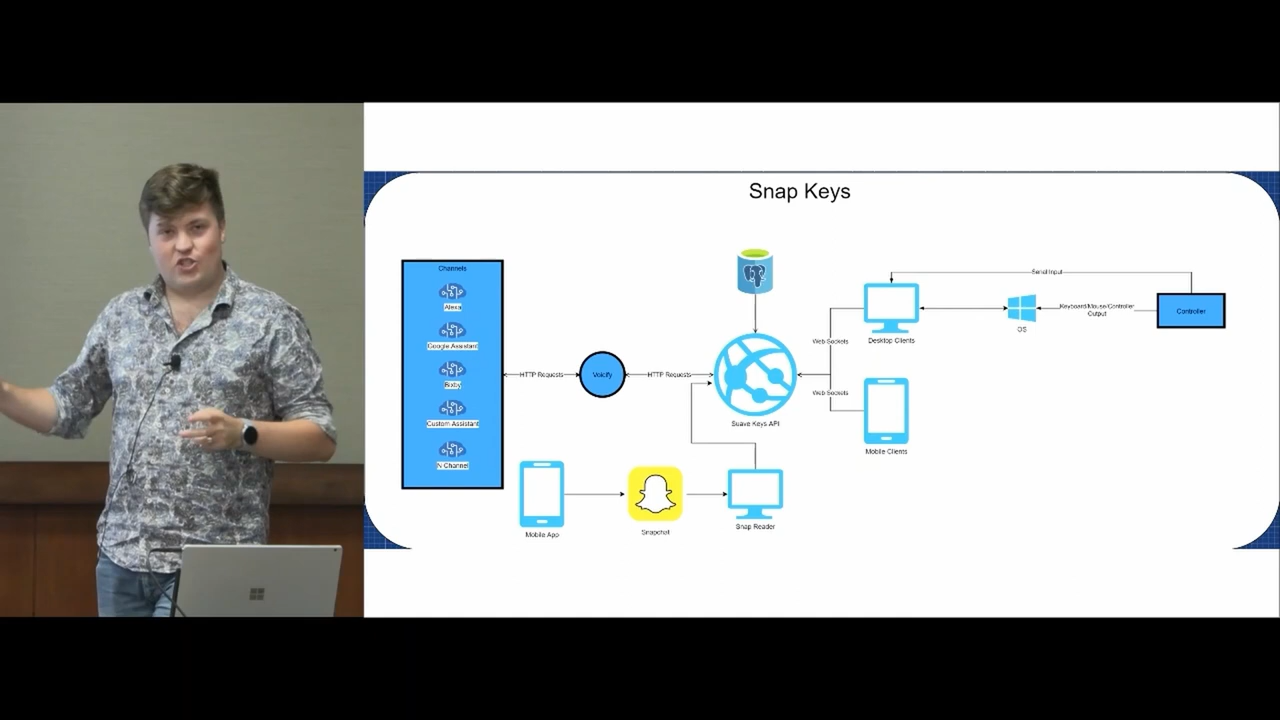 Snap Keys
Channels
Alexa
Google Assistant
Bixby
Custom Assistant
N Channel
HTTP Requests
Voicify
HTTP Requests
Suave Keys API
Web Sockets
Web Sockets
Desktop Clients
Mobile Clients
Serial Input
OS
Keyboard/Mouse/Controller
Output
Controller
Mobile App
Snapchat
Snap Reader